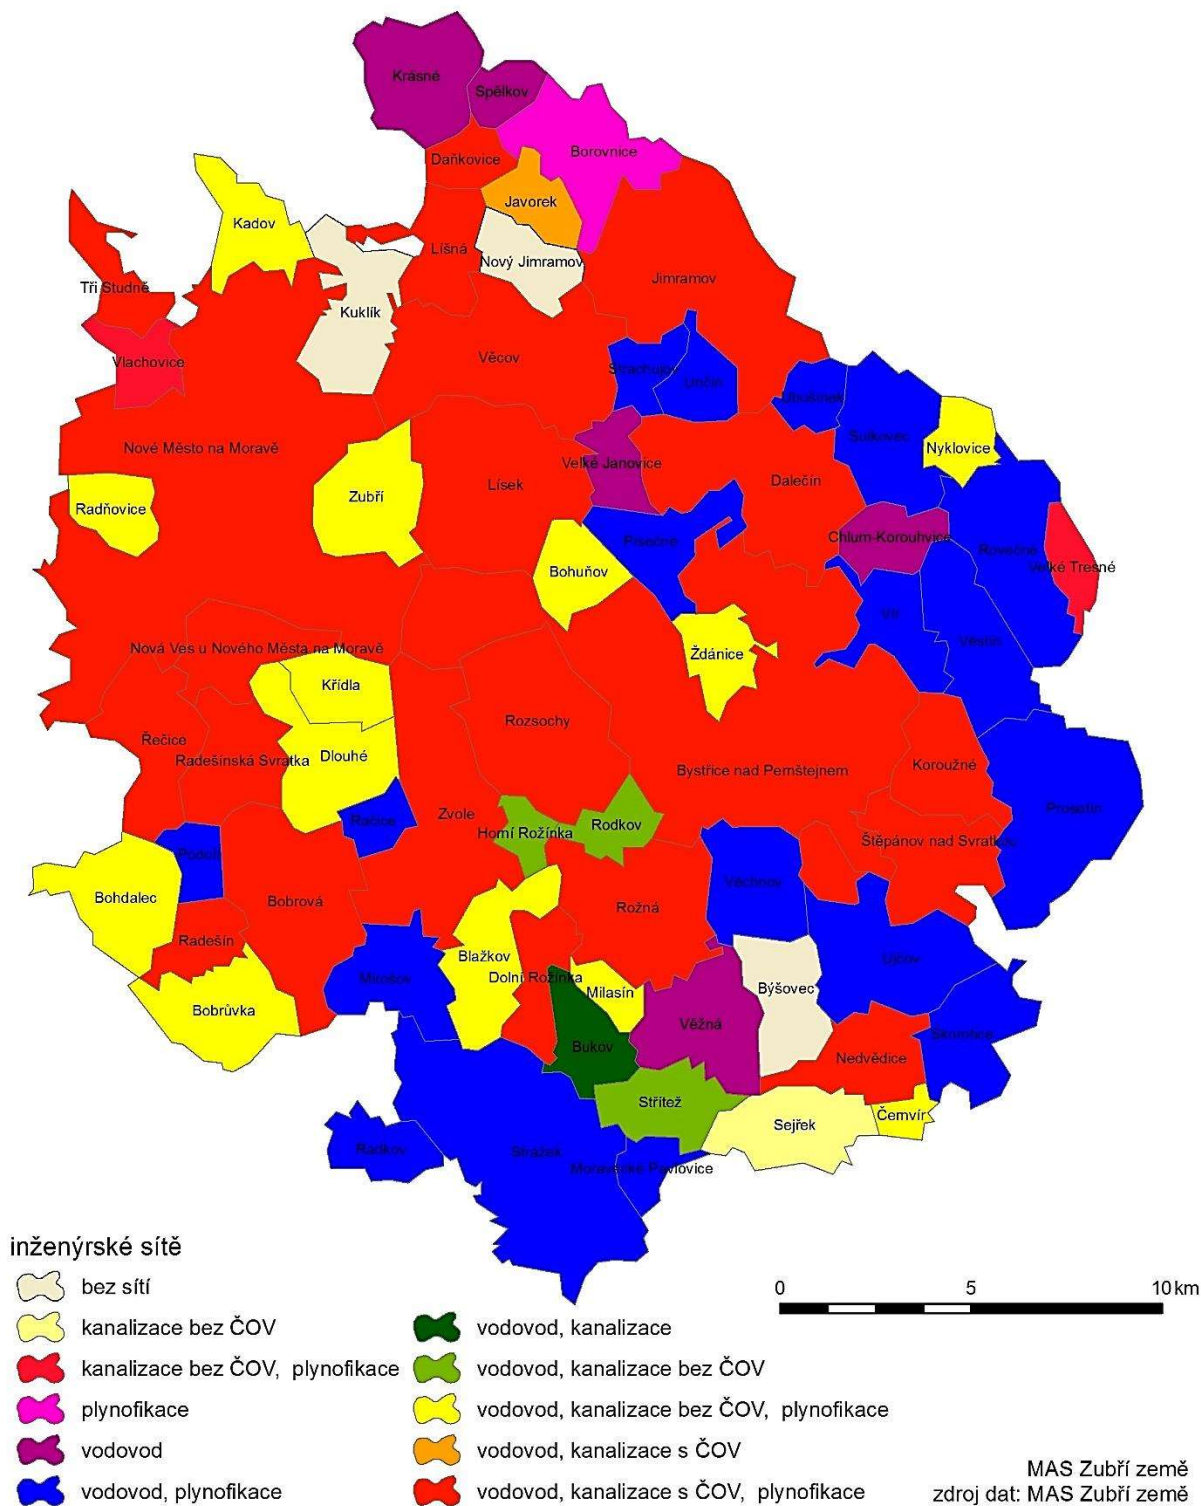 Krásné
Spělkov
Borovnice
Daňkovice
Javorek
Kadov
Líšná
Nový Jimramov
Jimramov
Tři Studně
Kuklík
Vlachovice
Věcov
Strachujov
Unčín
Ubušínek
Sulkovec
Nyklovice
Nové Město na Moravě
Velké Janovice
Zubří
Lísek
Dalečín
Radňovice
Písečné
Chlum-Korouhvice
Rovečné
Velké Tresné
Bohuňov
Vír
Věstín
Nová Ves u Nového Města na Moravě
Ždánice
Křídla
Rozsochy
Řečice
Radešínská Svratka
Dlouhé
Bystřice nad Pernštejnem
Koroužné
Prosetín
Račice
Zvole
Horní Rožínka
Rodkov
Štěpánov nad Svratkou
Podolí
Věchnov
Bohdalec
Bobrová
Rožná
Radešín
Blažkov
Dolní Rožínka
Ujčov
Mirošov
Milasín
Býšovec
Bobrůvka
Věžná
Skorotice
Bukov
Nedvědice
Střítež
Sejřek
Černvír
Radkov
Strážek
Moravecké Pavlovice
inženýrské sítě
bez sítí
kanalizace bez ČOV
kanalizace bez ČOV, plynofikace
plynofikace
vodovod
vodovod, plynofikace
vodovod, kanalizace
vodovod, kanalizace bez ČOV
vodovod, kanalizace bez ČOV, plynofikace
vodovod, kanalizace s ČOV
vodovod, kanalizace s ČOV, plynofikace
0 5 10 km
MAS Zubří země
zdroj dat: MAS Zubří země